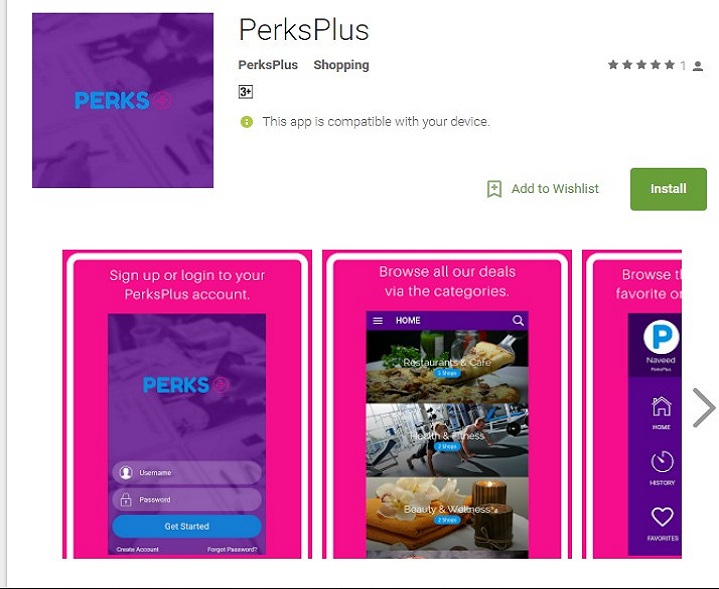 PerksPlus
PerksPlus Shopping
1
3+
This app is compatible with your device.
Add to Wishlist
Install
PERKS
Sign up or login to your
PerksPlus account.
PERKS
Username
Password
Get Started
Create Account Forgot Password?
Browse all our deals
via the categories.
HOME
Restaurants & Cafe
5 Shops
Health & Fitness
Beauty & Wellness
2 Shops
Browse
favorite
P
Naveed
PerksPlus
HOME
HISTORY
FAVORITES